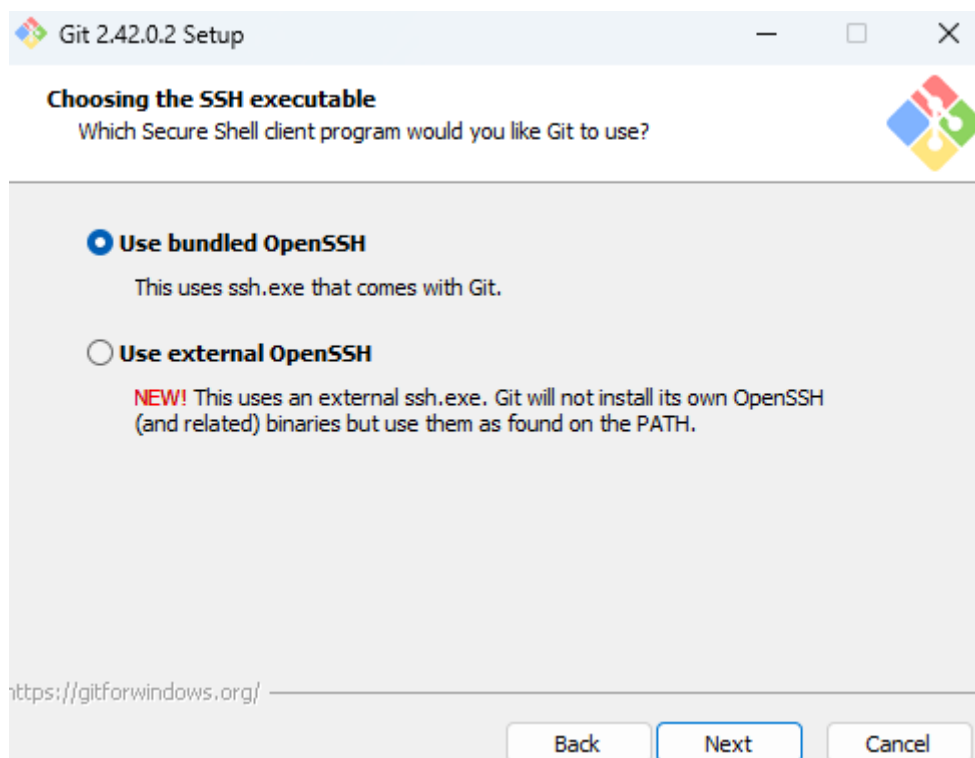 Git 2.42.0.2 Setup
Choosing the SSH executable
Which Secure Shell client program would you like Git to use?
Use bundled OpenSSH
This uses ssh.exe that comes with Git.
Use external OpenSSH
NEW! This uses an external ssh.exe. Git will not install its own OpenSSH
(and related) binaries but use them as found on the PATH.
https://gitforwindows.org/
Back Next Cancel